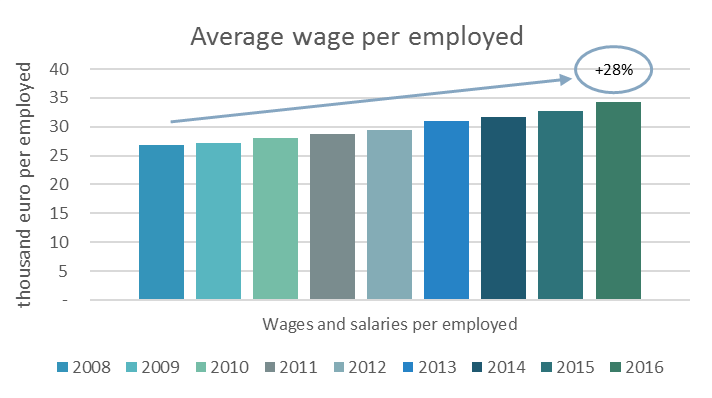 Average wage per employed
thousand euro per employed
40
35
30
25
20
15
10
5
-
+28%
Wages and salaries per employed
2008 2009 2010 2011 2012 2013 2014 2015 2016